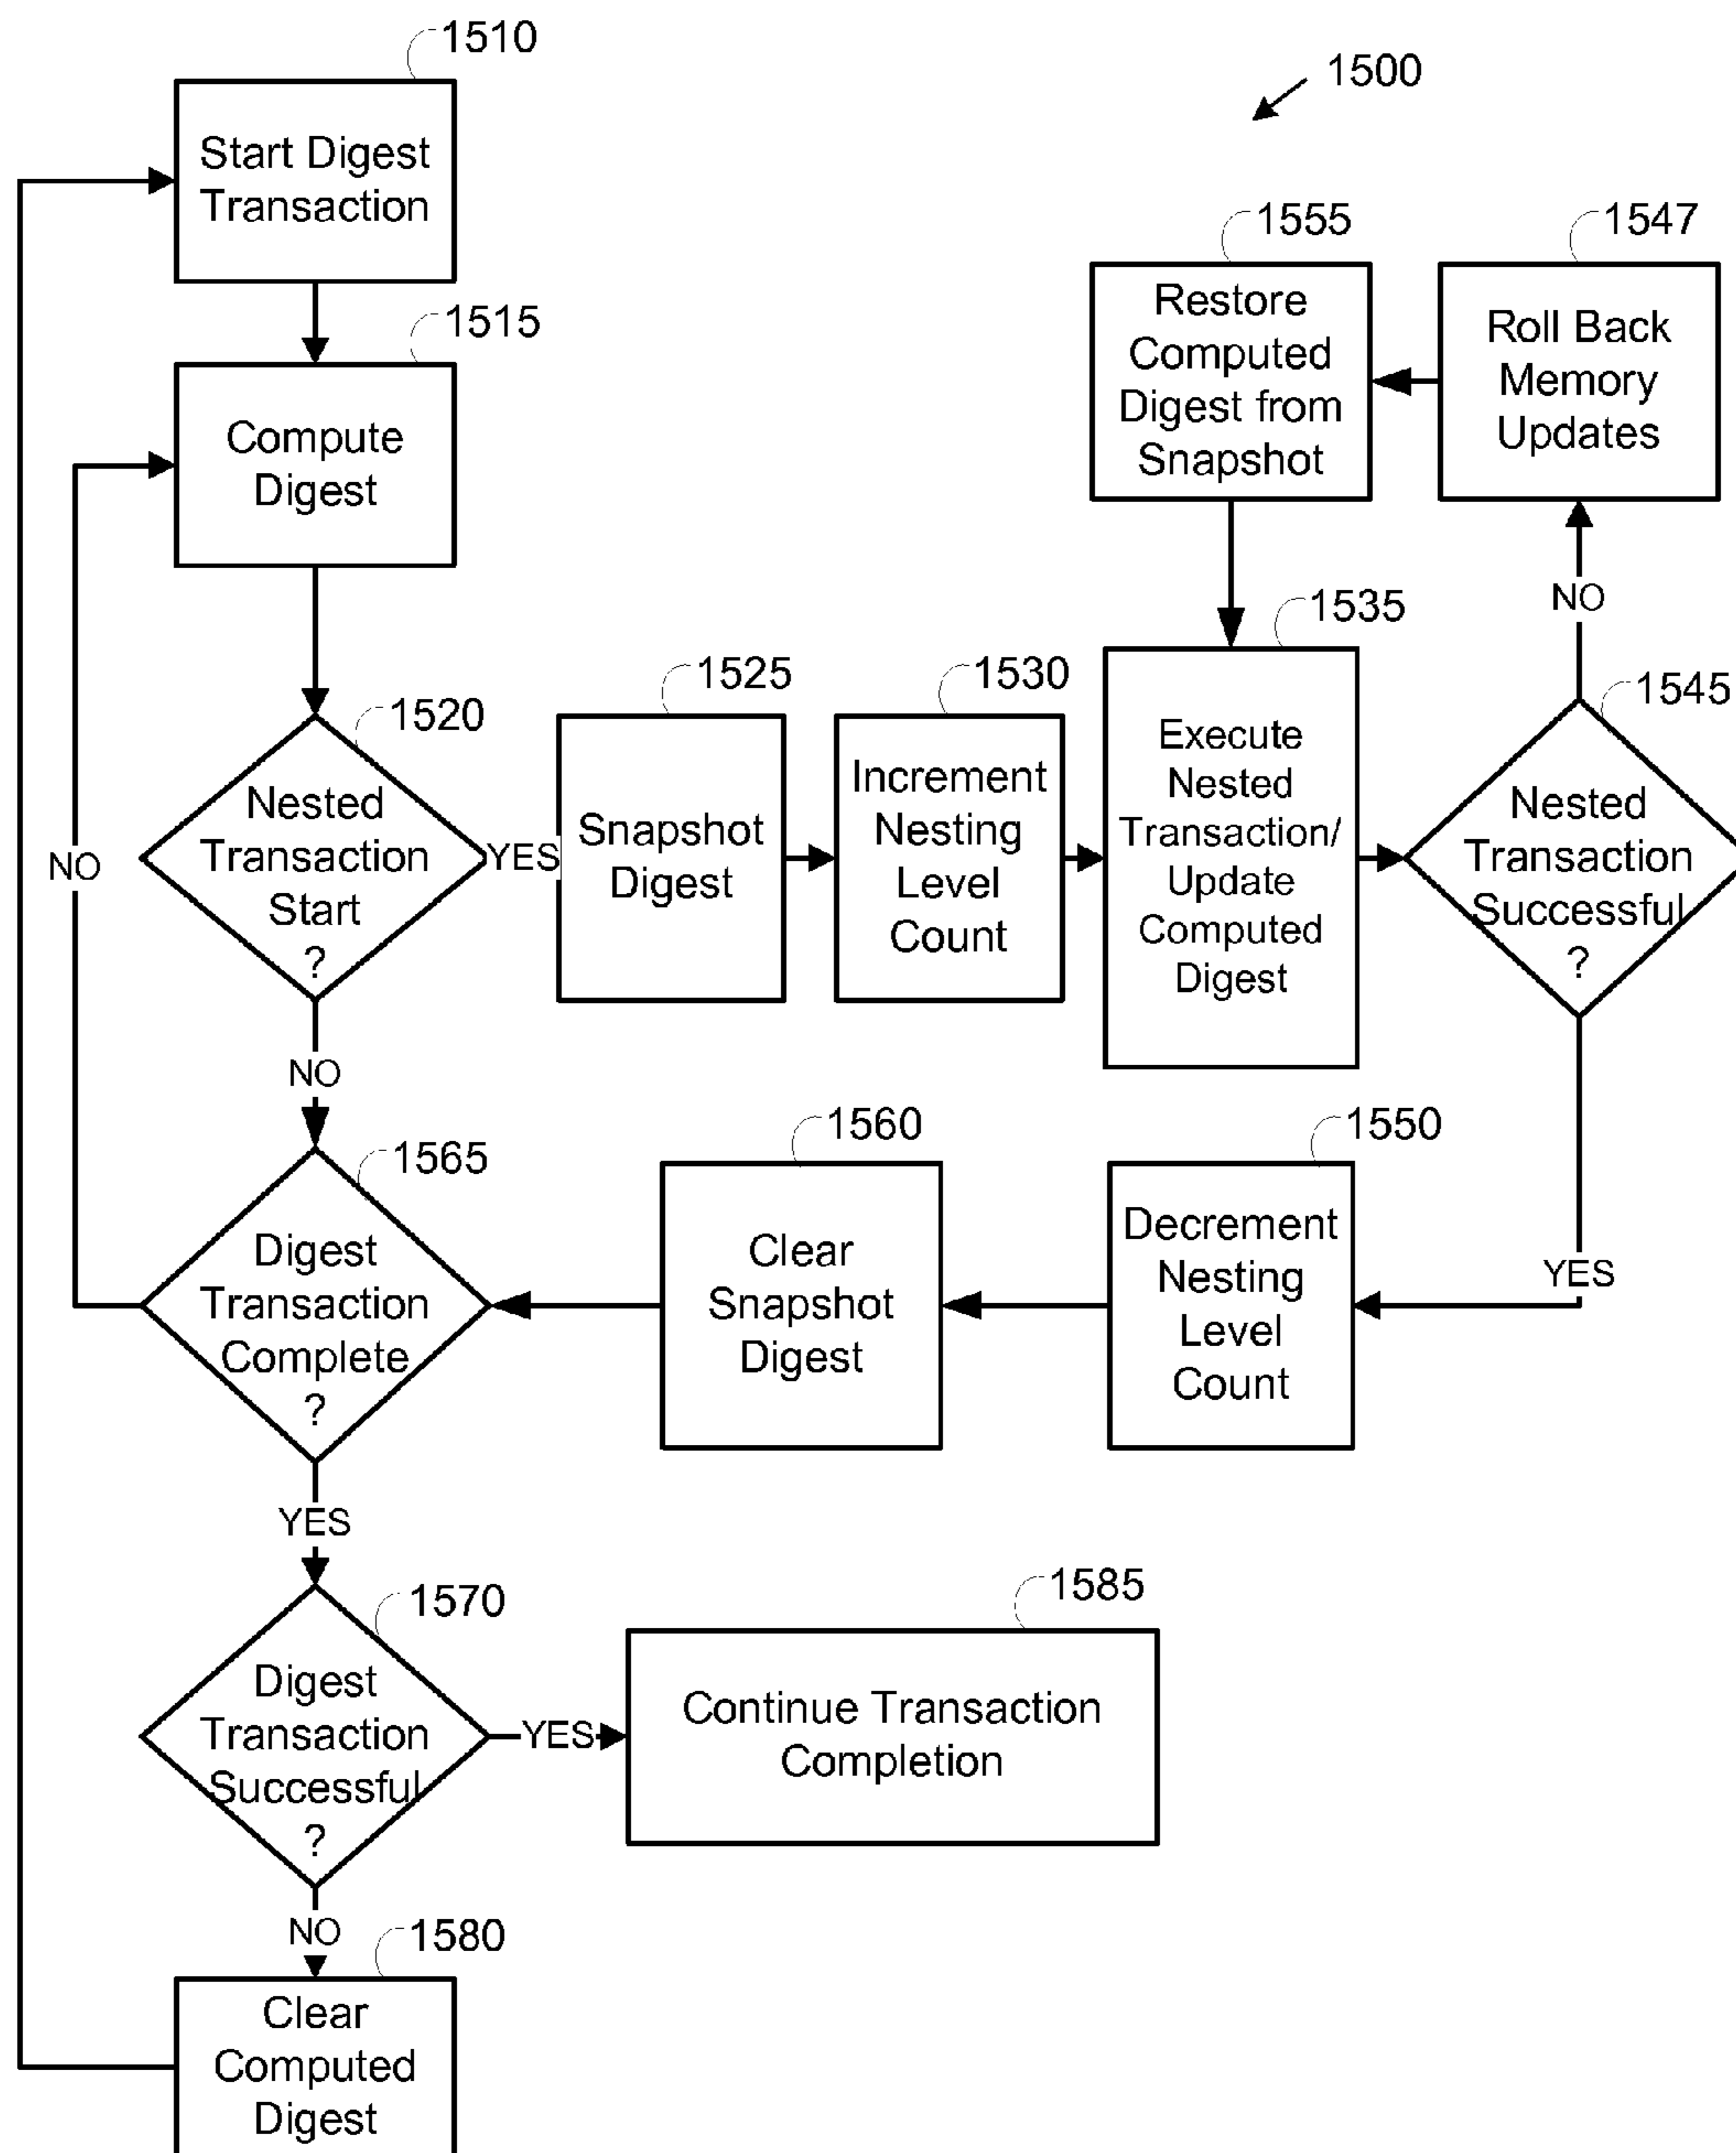 1510
1500
Start Digest
Transaction
1555
1547
1515
Restore
Computed
Digest from
Snapshot
Roll Back
Memory
Updates
Compute
Digest
NO
1535
1525
1530
1545
1520
Nested
Transaction
Start
?
YES
Snapshot
Digest
Increment
Nesting
Level
Count
Execute
Nested
Transaction/
Update
Computed
Digest
Nested
Transaction
Successful
?
NO
NO
1560
1550
1565
Digest
Transaction
Complete
?
Clear
Snapshot
Digest
Decrement
Nesting
Level
Count
YES
YES
1570
1585
Digest
Transaction
Successful
?
YES
Continue Transaction
Completion
NO
1580
Clear
Computed
Digest